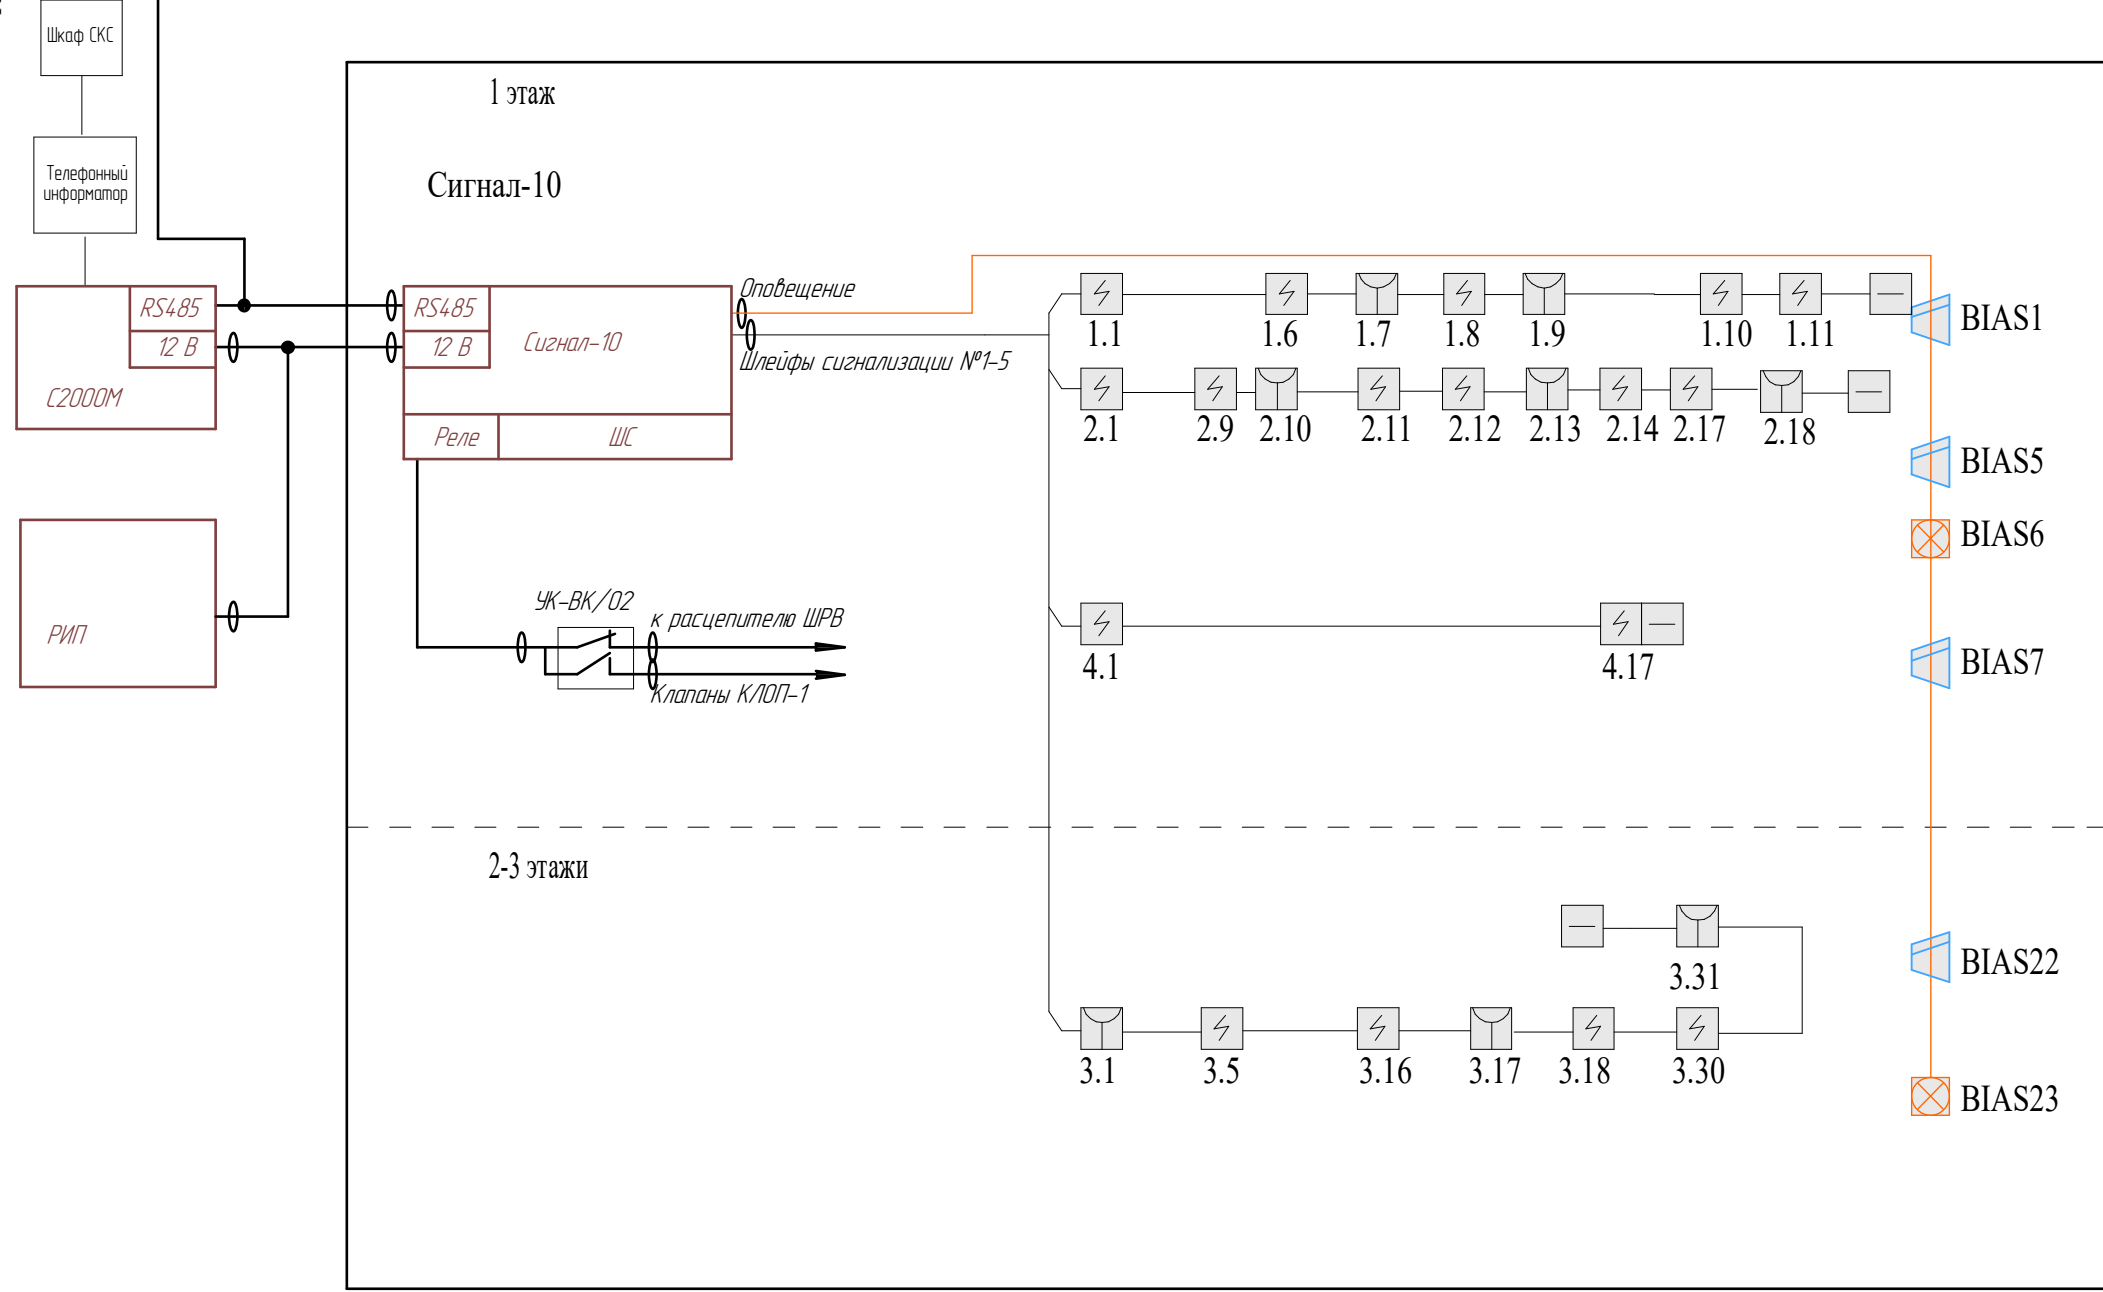 Шкаф СКС
1 этаж
Телефонный
информатор
Сигнал-10
RS485
12 В
С2000М
RS485
12 В
Сигнал-10
Реле
ШС
Оповещение
Шлейфы сигнализации №1-5
1.1
1.6
1.7
1.8
1.9
1.10
1.11
BIAS1
2.1
2.9
2.10
2.11
2.12
2.13
2.14
2.17
2.18
BIAS5
BIAS6
РИП
УК-ВК/02
к расцепителю ШРВ
Клапаны КЛОП-1
4.1
4.17
BIAS7
2-3 этажи
3.31
BIAS22
3.1
3.5
3.16
3.17
3.18
3.30
BIAS23